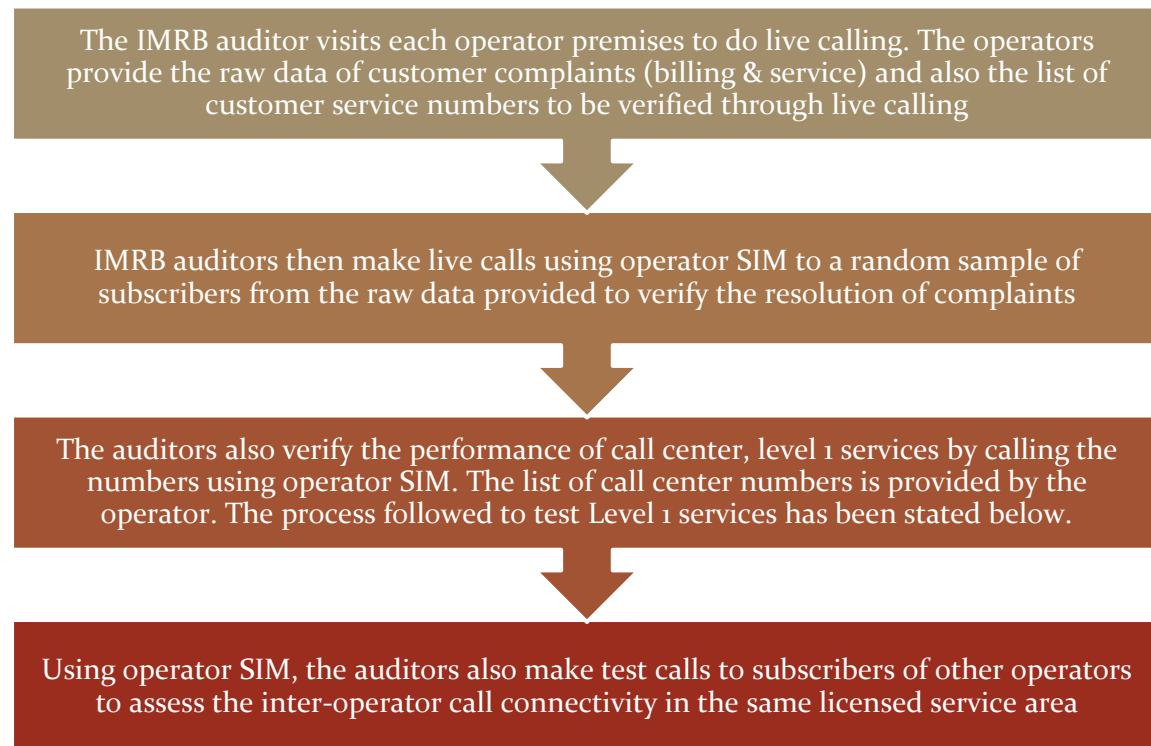 The IMRB auditor visits each operator premises to do live calling. The operators
provide the raw data of customer complaints (billing & service) and also the list of
customer service numbers to be verified through live calling
IMRB auditors then make live calls using operator SIM to a random sample of
subscribers from the raw data provided to verify the resolution of complaints
The auditors also verify the performance of call center, level 1 services by calling the
numbers using operator SIM. The list of call center numbers is provided by the
operator. The process followed to test Level 1 services has been stated below.
Using operator SIM, the auditors also make test calls to subscribers of other operators
to assess the inter-operator call connectivity in the same licensed service area